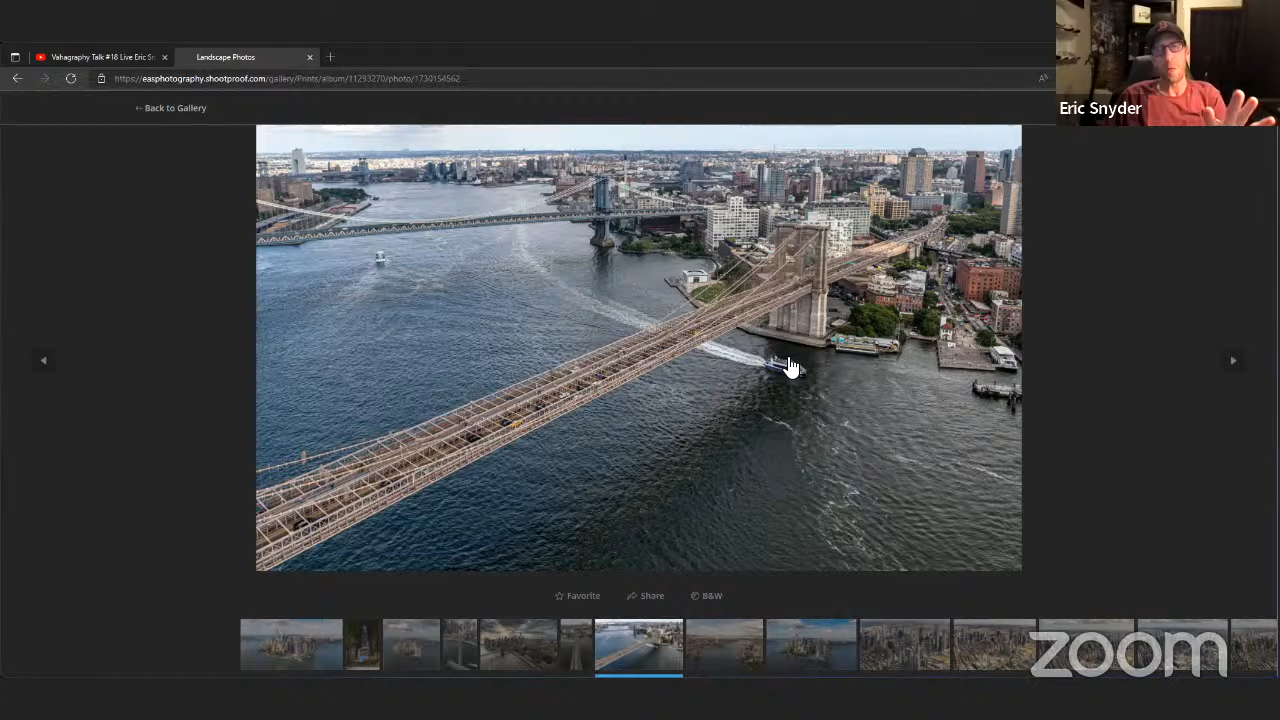 Vahagraphy Talk #18 Live Eric Sn
Landscape Photos
https://easphotography.shootproof.com/gallery/Prints/album/11293270/photo/1730154562
Eric Snyder
← Back to Gallery
Favorite
Share
B&W
zoom